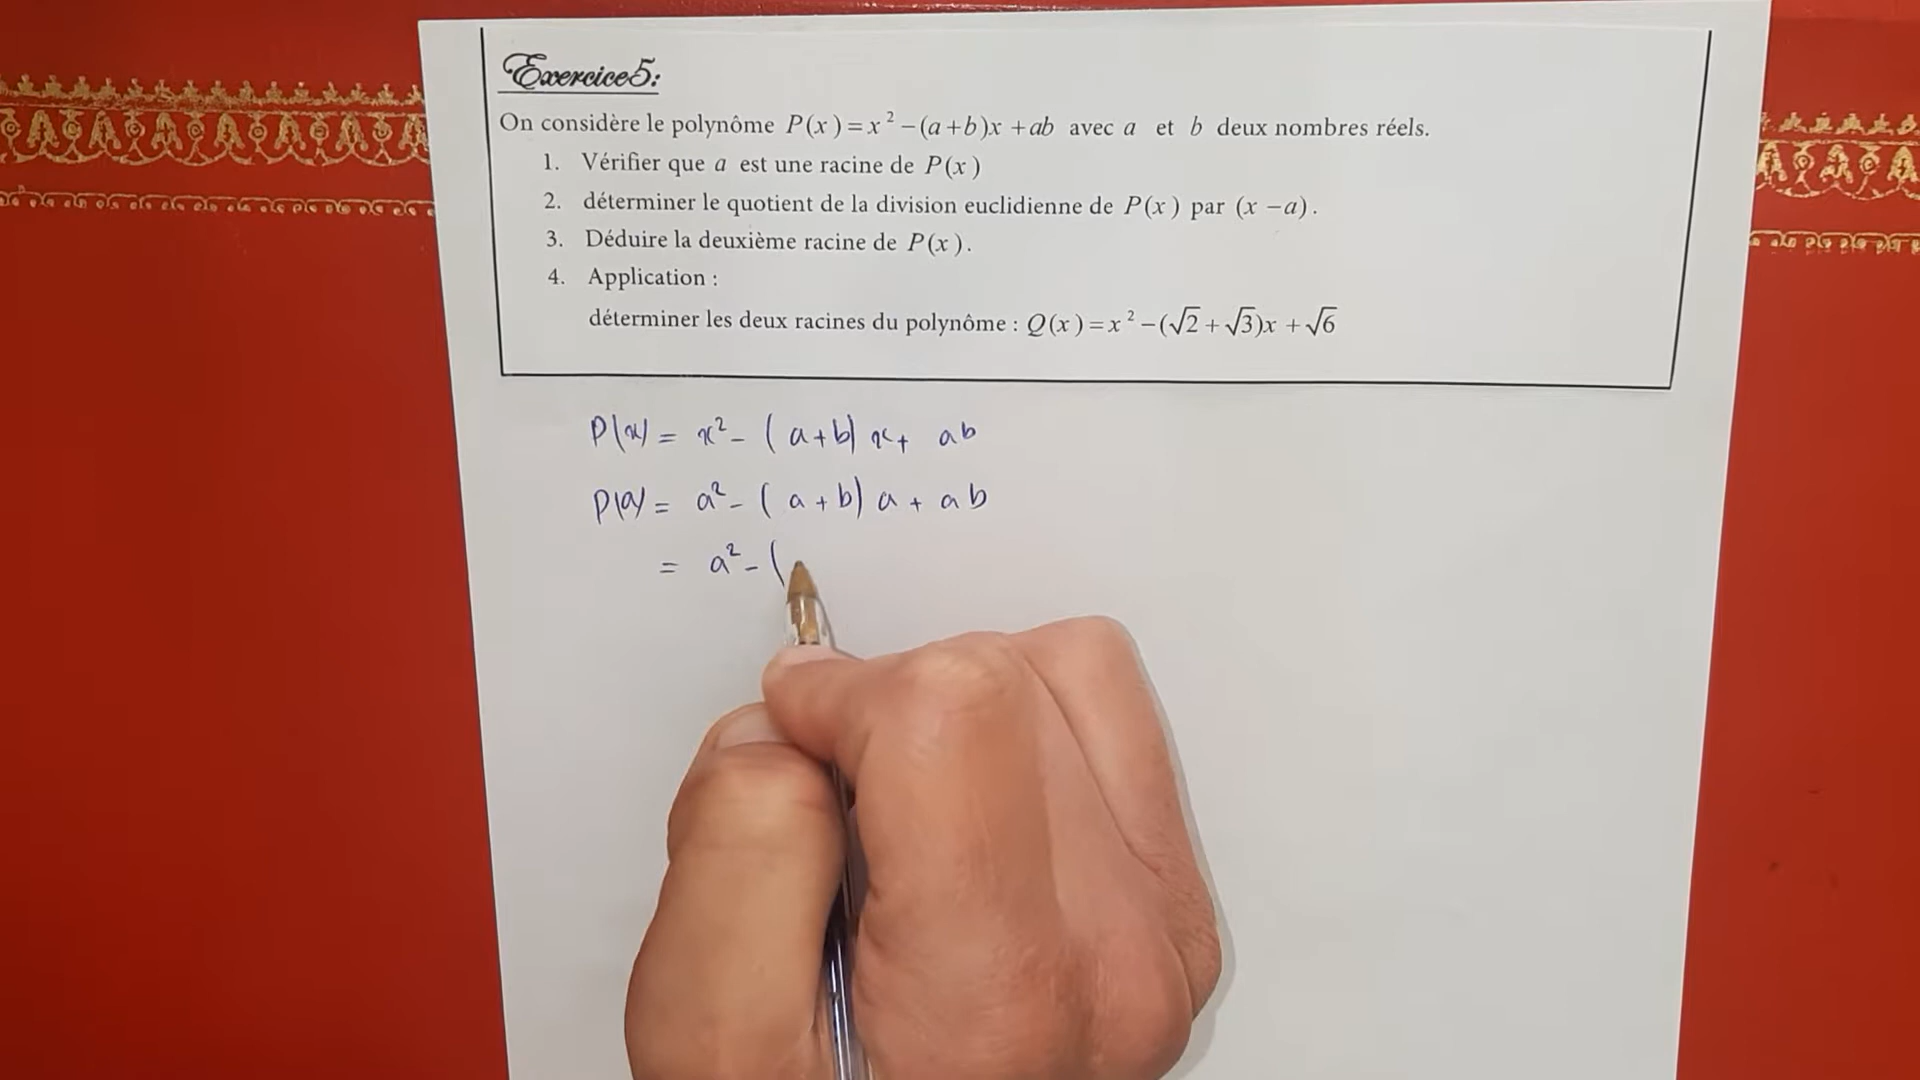 Exercice5:
On considère le polynôme P(x)=x²−(a+b)x+ab avec a et b deux nombres réels.
1. Vérifier que a est une racine de P(x)
2. déterminer le quotient de la division euclidienne de P(x) par (x−a).
3. Déduire la deuxième racine de P(x).
4. Application :
déterminer les deux racines du polynôme : Q(x)=x²−(√2+√3)x+√6
P(x) = x² - (a+b) x + ab
P(a) = a² - (a+b) a + ab
= a² - (